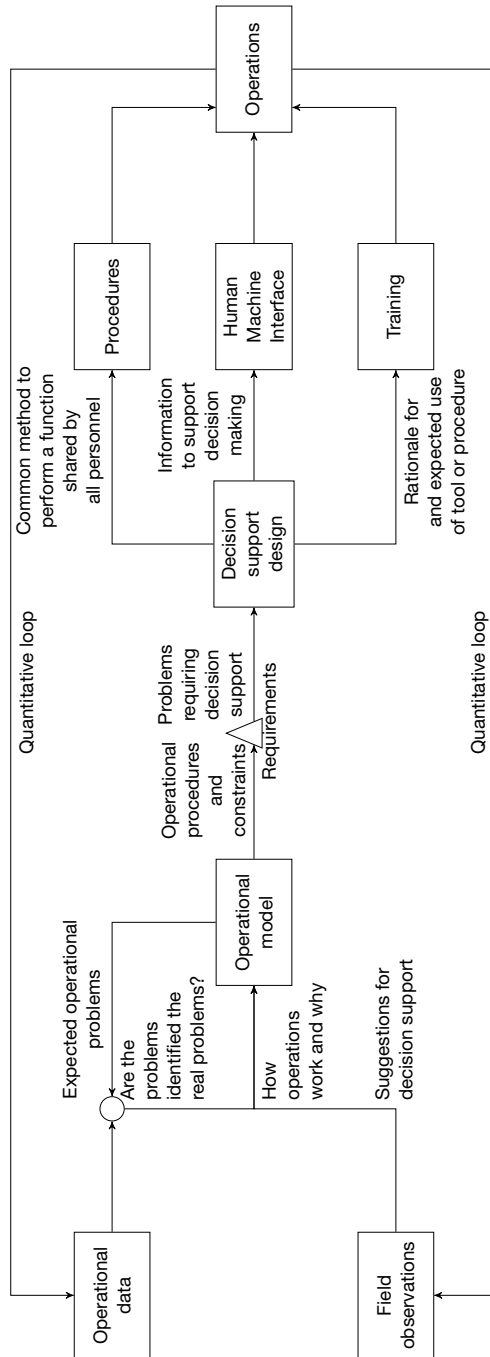 Quantitative loop
Common method to
perform a function
shared by
all personnel
Expected operational
problems
Operational
data
Are the
problems
identified the
real problems?
Procedures
Operational
model
Operational
procedures
and
constraints
Problems
requiring
decision
support
Requirements
Decision
support
design
Information
to support
decision
making
Human
Machine
Interface
Operations
How
operations
work and why
Suggestions for
decision support
Field
observations
Rationale for
and expected use
of tool or procedure
Training
Quantitative loop